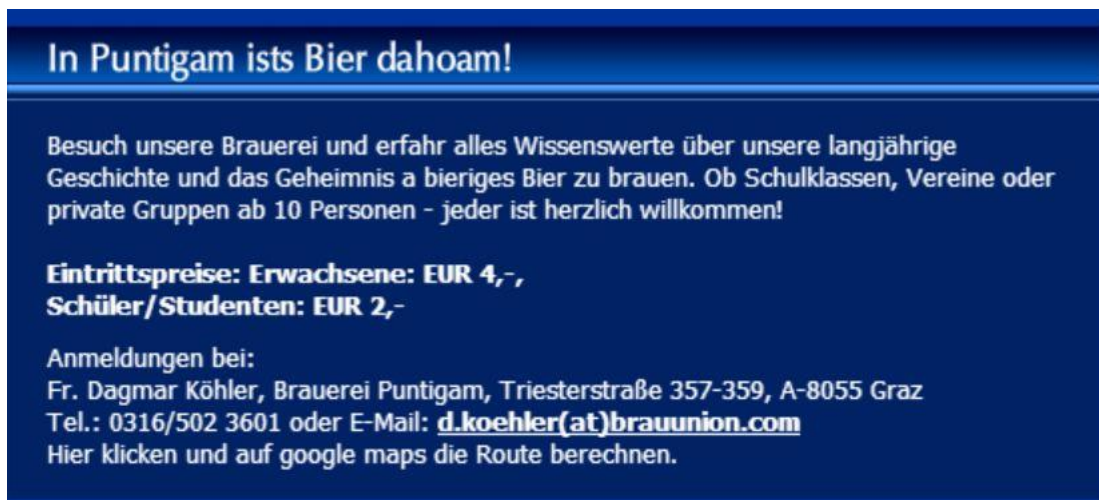 In Puntigam ists Bier dahoam!
Besuch unsere Brauerei und erfahr alles Wissenswerte über unsere langjährige
Geschichte und das Geheimnis a bieriges Bier zu brauen. Ob Schulklassen, Vereine oder
private Gruppen ab 10 Personen - jeder ist herzlich willkommen!
Eintrittspreise: Erwachsene: EUR 4,-,
Schüler/Studenten: EUR 2,-
Anmeldungen bei:
Fr. Dagmar Köhler, Brauerei Puntigam, Triesterstraße 357-359, A-8055 Graz
Tel.: 0316/502 3601 oder E-Mail: d.koehler(at)brauunion.com
Hier klicken und auf google maps die Route berechnen.